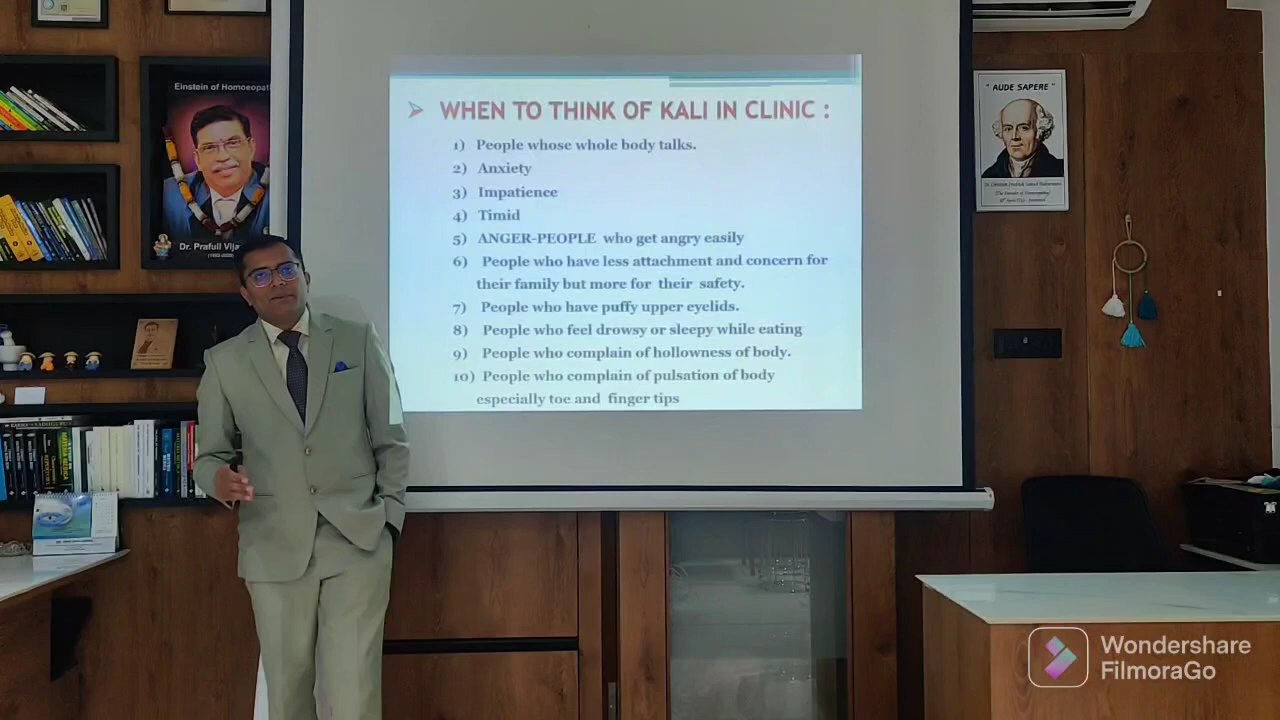 Einstein of Homoeopat
Dr. Prafull Vija
WHEN TO THINK OF KALI IN CLINIC :
1) People whose whole body talks.
2) Anxiety
3) Impatience
4) Timid
5) ANGER-PEOPLE who get angry easily
6) People who have less attachment and concern for
their family but more for their safety.
7) People who have puffy upper eyelids.
8) People who feel drowsy or sleepy while eating
9) People who complain of hollowness of body.
10) People who complain of pulsation of body
especially toe and finger tips
" AUDE SAPERE "
Wondershare
FilmoraGo